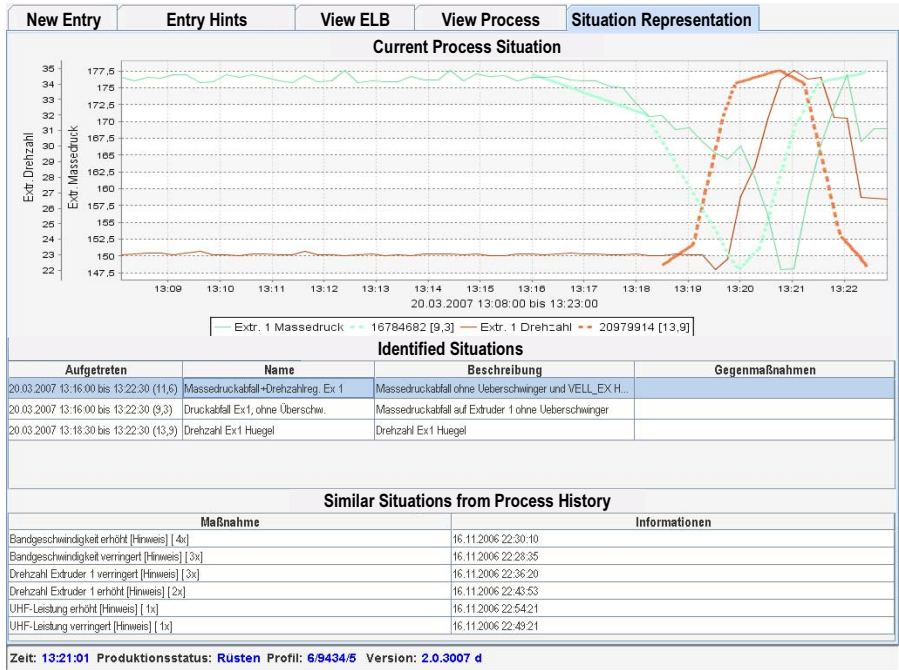 New Entry Entry Hints View ELB View Process Situation Representation
Current Process Situation
Extr. Drehzahl
35
34
33
32
31
30
29
28
27
26
25
24
23
22
Extr. Massedruck
177,5
175
172,5
170
167,5
165
162,5
160
157,5
155
152,5
150
147,5
13:09 13:10 13:11 13:12 13:13 13:14 13:15 13:16 13:17 13:18 13:19 13:20 13:21 13:22
20.03.2007 13:08:00 bis 13:23:00
Extr. 1 Massedruck 16784682 [9,3] Extr. 1 Drehzahl 20979914 [13,9]
Identified Situations
Aufgetreten Name Beschreibung Gegenmaßnahmen
20.03.2007 13:16:00 bis 13:22:30 (11,6) Massedruckabfall+Drehzahlreg. Ex 1 Massedruckabfall ohne Ueberschwinger und VELL_EX H...
20.03.2007 13:16:00 bis 13:22:30 (9,3) Druckabfall Ex1, ohne Überschw. Massedruckabfall auf Extruder 1 ohne Ueberschwinger
20.03.2007 13:18:30 bis 13:22:30 (13,9) Drehzahl Ex1 Huegel Drehzahl Ex1 Huegel
Similar Situations from Process History
Maßnahme Informationen
Bandgeschwindigkeit erhöht [Hinweis] [ 4x] 16.11.2006 22:30:10
Bandgeschwindigkeit verringert [Hinweis] [ 3x] 16.11.2006 22:28:35
Drehzahl Extruder 1 verringert [Hinweis] [ 3x] 16.11.2006 22:36:20
Drehzahl Extruder 1 erhöht [Hinweis] [ 2x] 16.11.2006 22:43:53
UHF-Leistung erhöht [Hinweis] [ 1x] 16.11.2006 22:54:21
UHF-Leistung verringert [Hinweis] [ 1x] 16.11.2006 22:49:21
Zeit: 13:21:01 Produktionsstatus: Rüsten Profil: 6/9434/5 Version: 2.0.3007 d